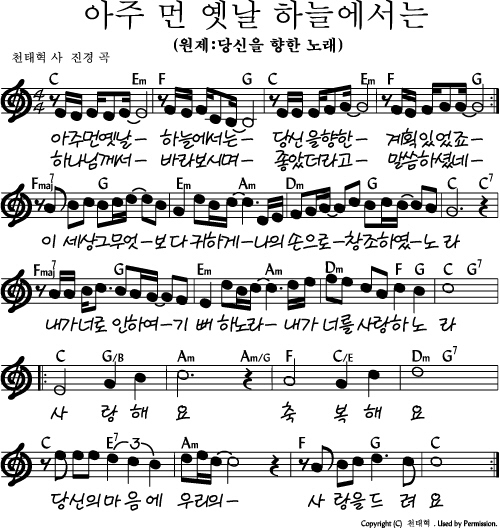 아주 먼 옛날 하늘에서는
(원제:당신을 향한 노래)
천태혁 사 진경 곡
C Em F G C Em F G
아주먼옛날- 하늘에서는- 당신을향한- 계획있었죠-
하나님께서- 바라보시며- 좋았더라고- 말씀하셨네-
Fmaj7 G Em Am Dm G C C7
이 세상그무엇-보다 귀하게-나의손으로-창조하였-노라
Fmaj7 G Em Am Dm F G C G7
내가너로인하여-기뻐하노라-내가너를사랑하노 라
C G/B Am Am/G F C/E Dm G7
사 랑해 요 축 복해 요
C E7 3 Am F G C
당신의마음에 우리의- 사랑을드 려요
Copyright (C) 천태혁 . Used by Permission.